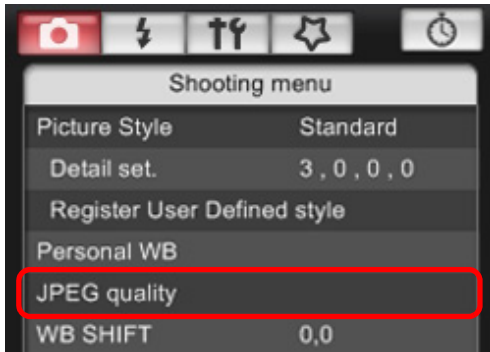 Shooting menu
Picture Style Standard
Detail set. 3 , 0 , 0 , 0
Register User Defined style
Personal WB
JPEG quality
WB SHIFT 0,0